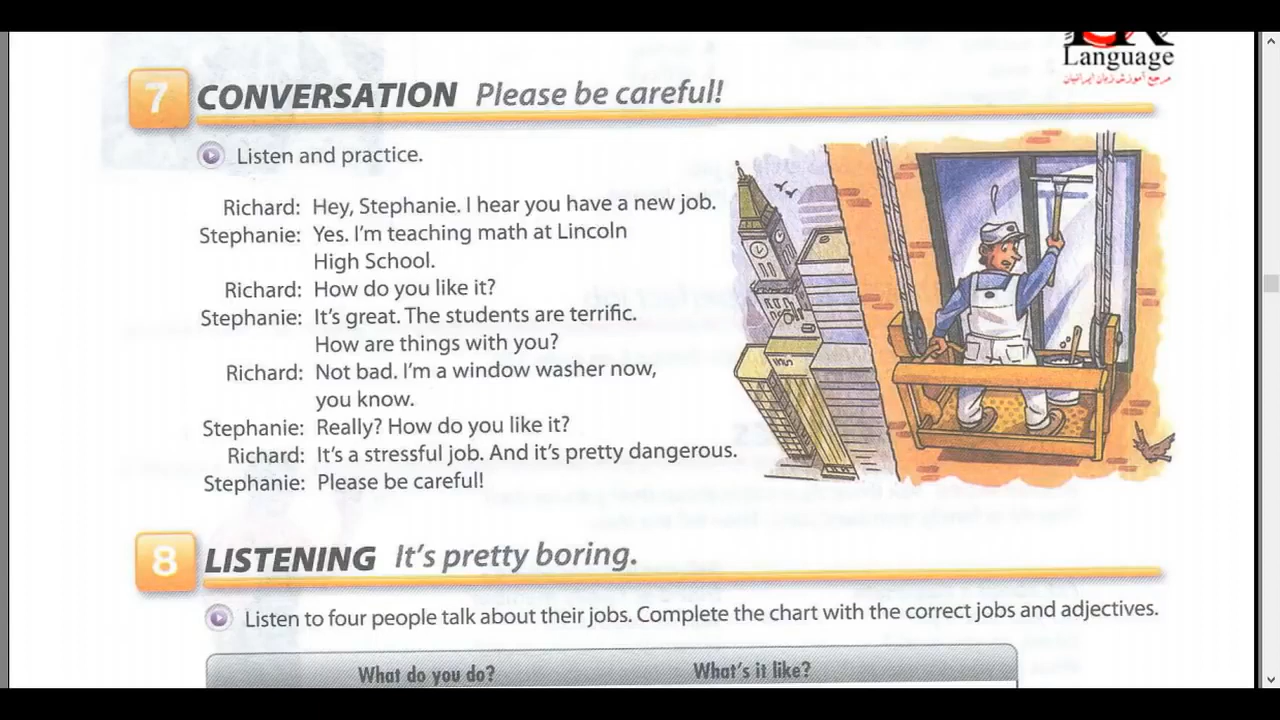 Language
مرجع آموزش زبان ایرانیان
7 CONVERSATION Please be careful!
Listen and practice.
Richard: Hey, Stephanie. I hear you have a new job.
Stephanie: Yes. I'm teaching math at Lincoln
High School.
Richard: How do you like it?
Stephanie: It's great. The students are terrific.
How are things with you?
Richard: Not bad. I'm a window washer now,
you know.
Stephanie: Really? How do you like it?
Richard: It's a stressful job. And it's pretty dangerous.
Stephanie: Please be careful!
8 LISTENING It's pretty boring.
Listen to four people talk about their jobs. Complete the chart with the correct jobs and adjectives.
What do you do? What's it like?